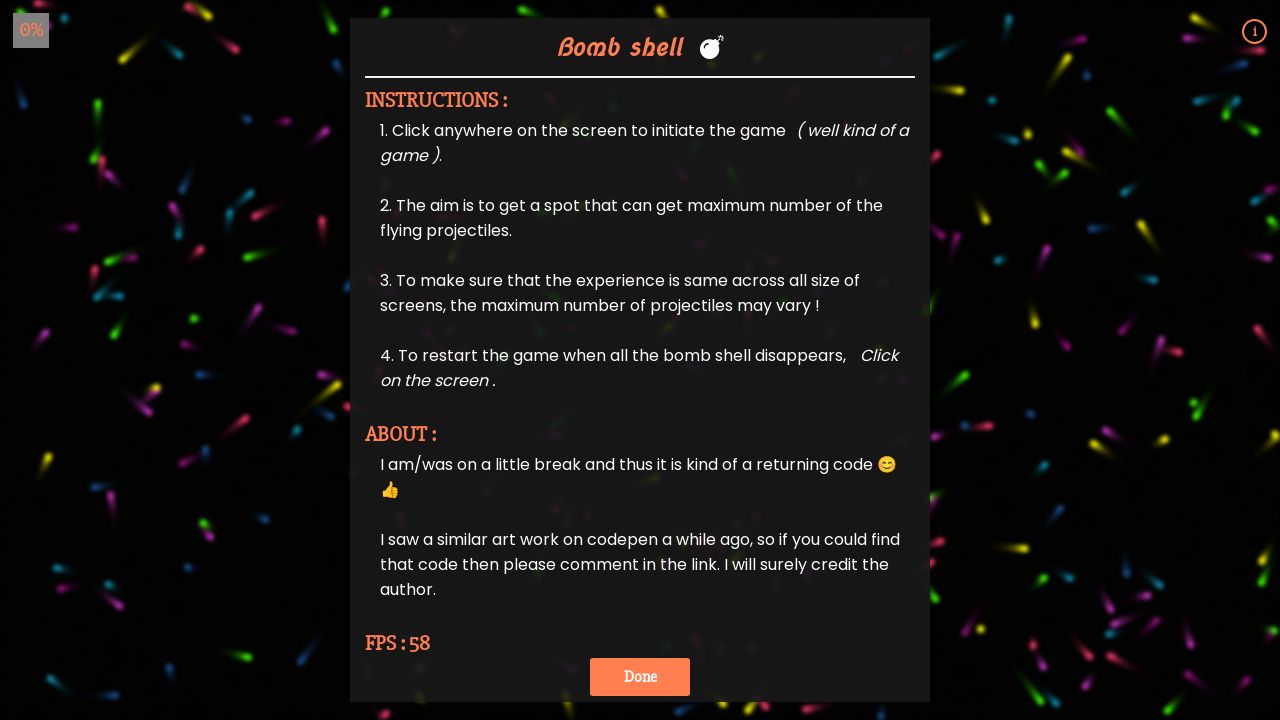 0%
i
Bomb shell 💣
INSTRUCTIONS :
1. Click anywhere on the screen to initiate the game ( well kind of a
game ).
2. The aim is to get a spot that can get maximum number of the
flying projectiles.
3. To make sure that the experience is same across all size of
screens, the maximum number of projectiles may vary !
4. To restart the game when all the bomb shell disappears, Click
on the screen .
ABOUT :
I am/was on a little break and thus it is kind of a returning code 😊
👍
I saw a similar art work on codepen a while ago, so if you could find
that code then please comment in the link. I will surely credit the
author.
FPS : 58
Done